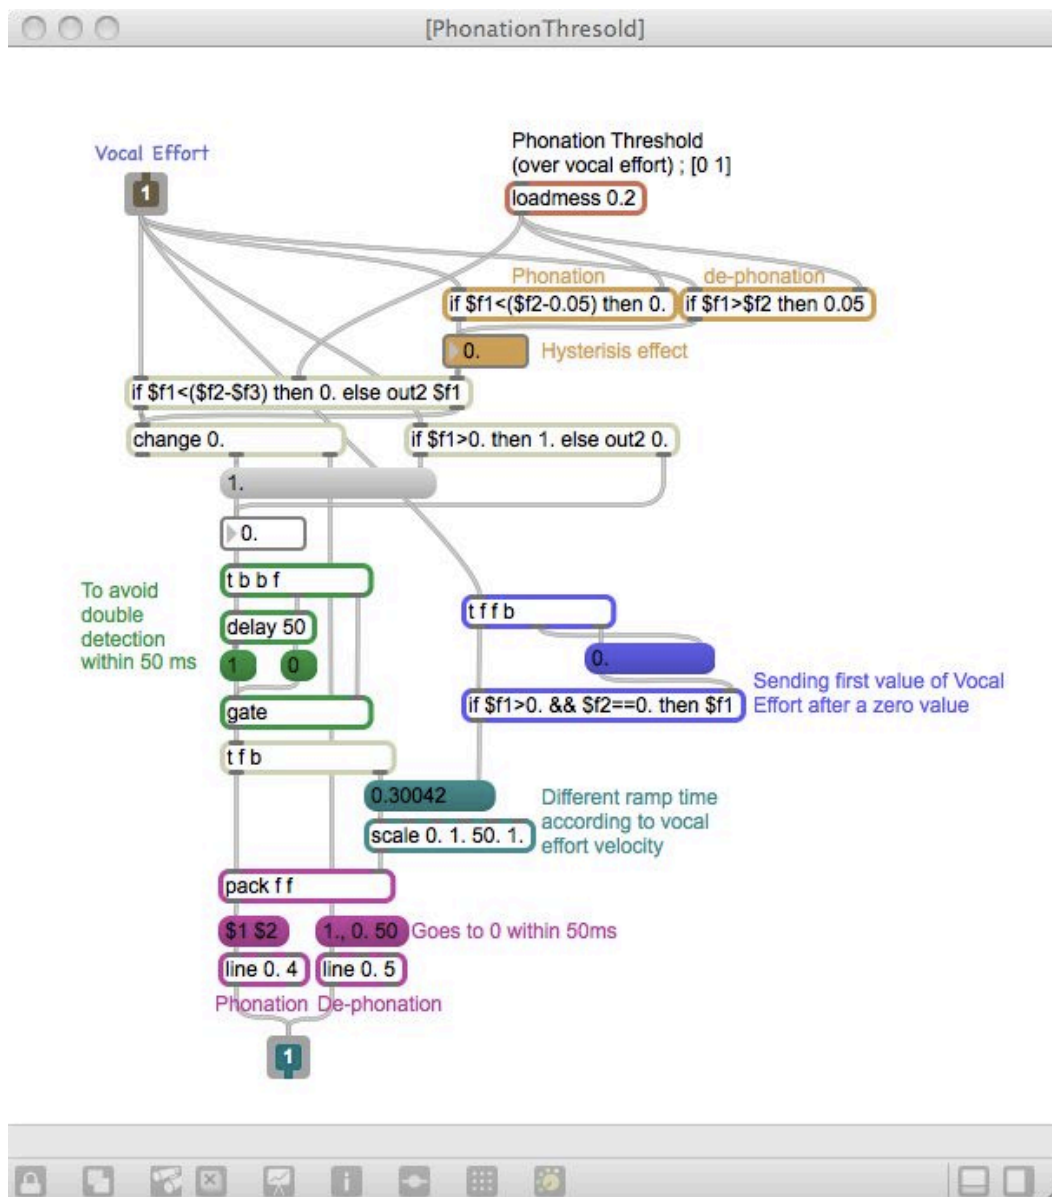 [PhonationThresold]
Vocal Effort
1
Phonation Threshold
(over vocal effort) ; [0 1]
loadmess 0.2
Phonation
de-phonation
if $f1<($f2-0.05) then 0.
if $f1>$f2 then 0.05
0.
Hysterisis effect
if $f1<($f2-$f3) then 0. else out2 $f1
change 0.
if $f1>0. then 1. else out2 0.
1.
0.
To avoid
double
detection
within 50 ms
t b b f
delay 50
1
0
gate
t f b
t f f b
0.
if $f1>0. && $f2==0. then $f1
Sending first value of Vocal
Effort after a zero value
0.30042
scale 0. 1. 50. 1.
Different ramp time
according to vocal
effort velocity
pack f f
$1 $2
1., 0. 50
Goes to 0 within 50ms
line 0. 4
line 0. 5
Phonation
De-phonation
1